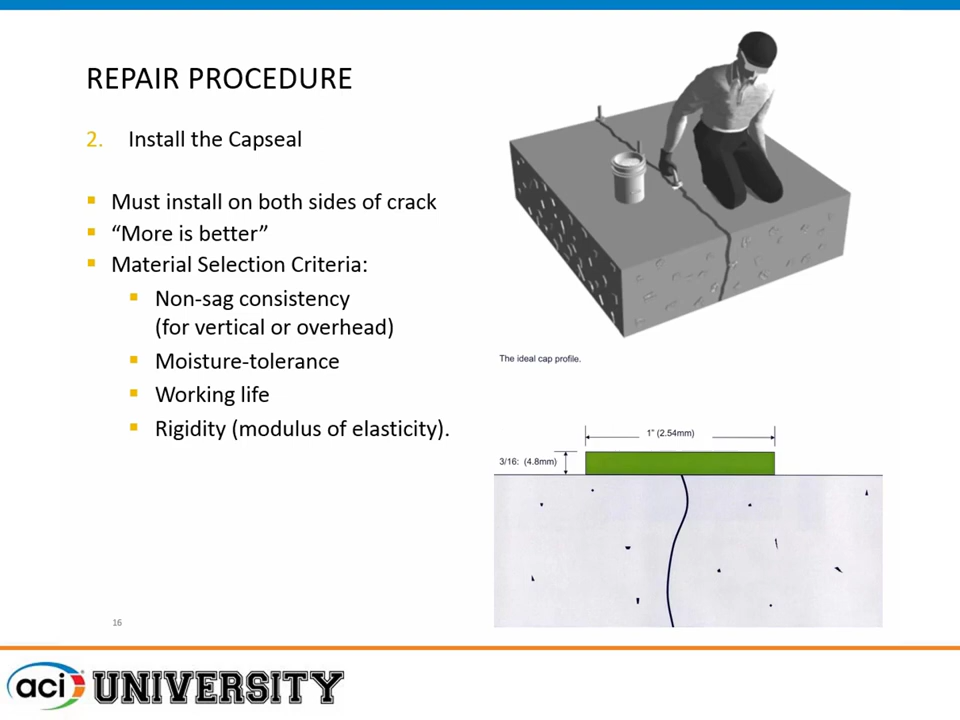 REPAIR PROCEDURE
2. Install the Capseal
Must install on both sides of crack
“More is better”
Material Selection Criteria:
Non-sag consistency
(for vertical or overhead)
Moisture-tolerance
Working life
Rigidity (modulus of elasticity).
The ideal cap profile.
1” (2.54mm)
3/16: (4.8mm)
16
aci UNIVERSITY